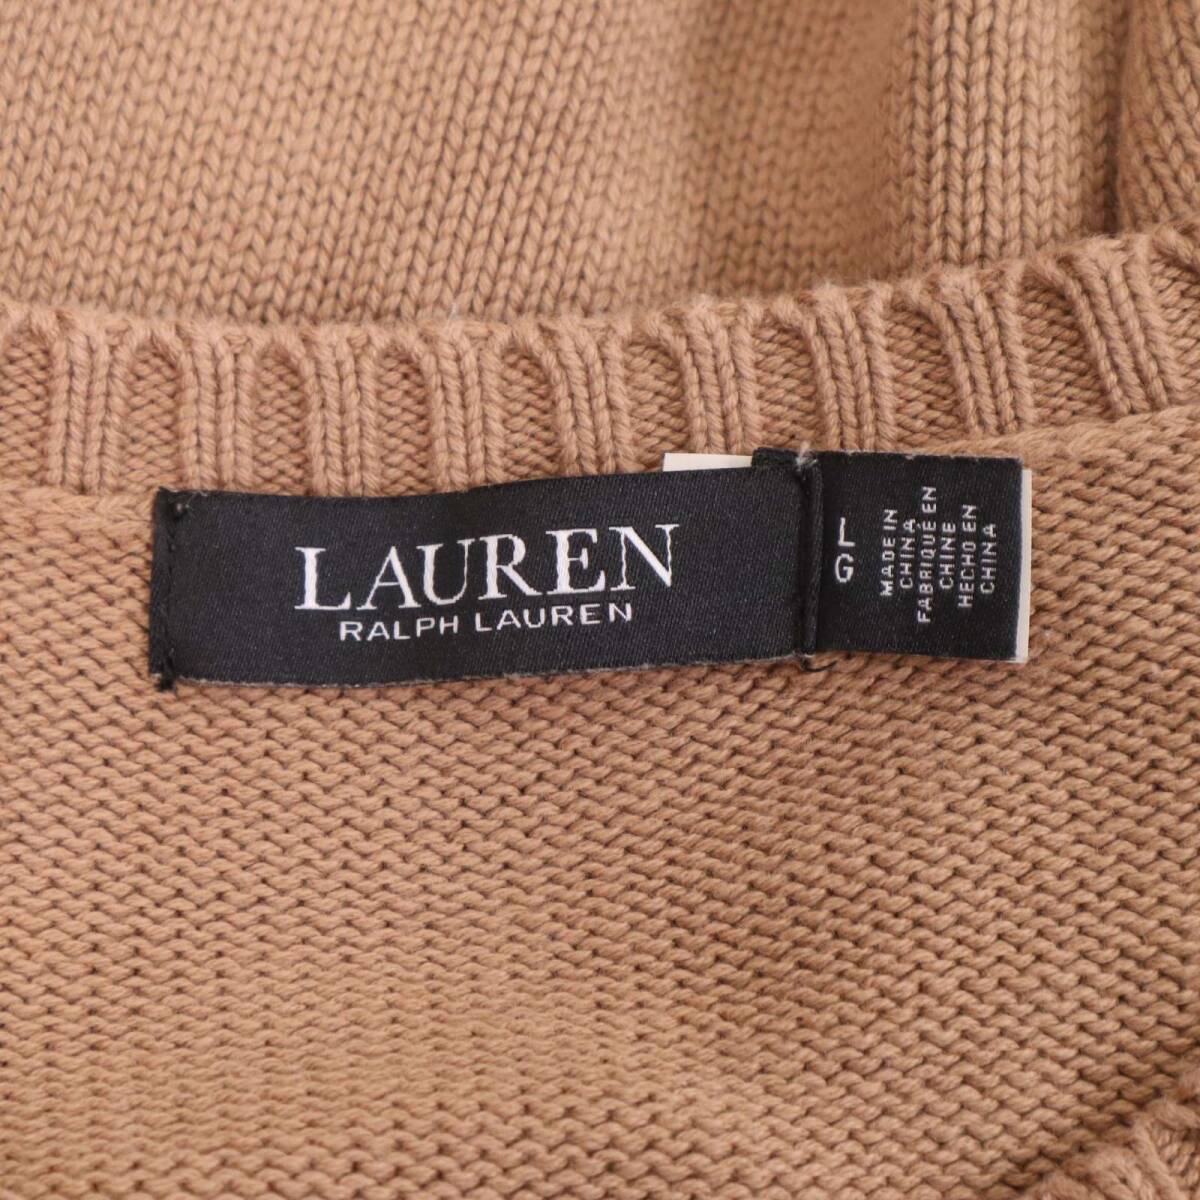 LAUREN
RALPH LAUREN
L
G
MADE IN
CHINA
FABRIQUÉ EN
CHINE
HECHO EN
CHINA